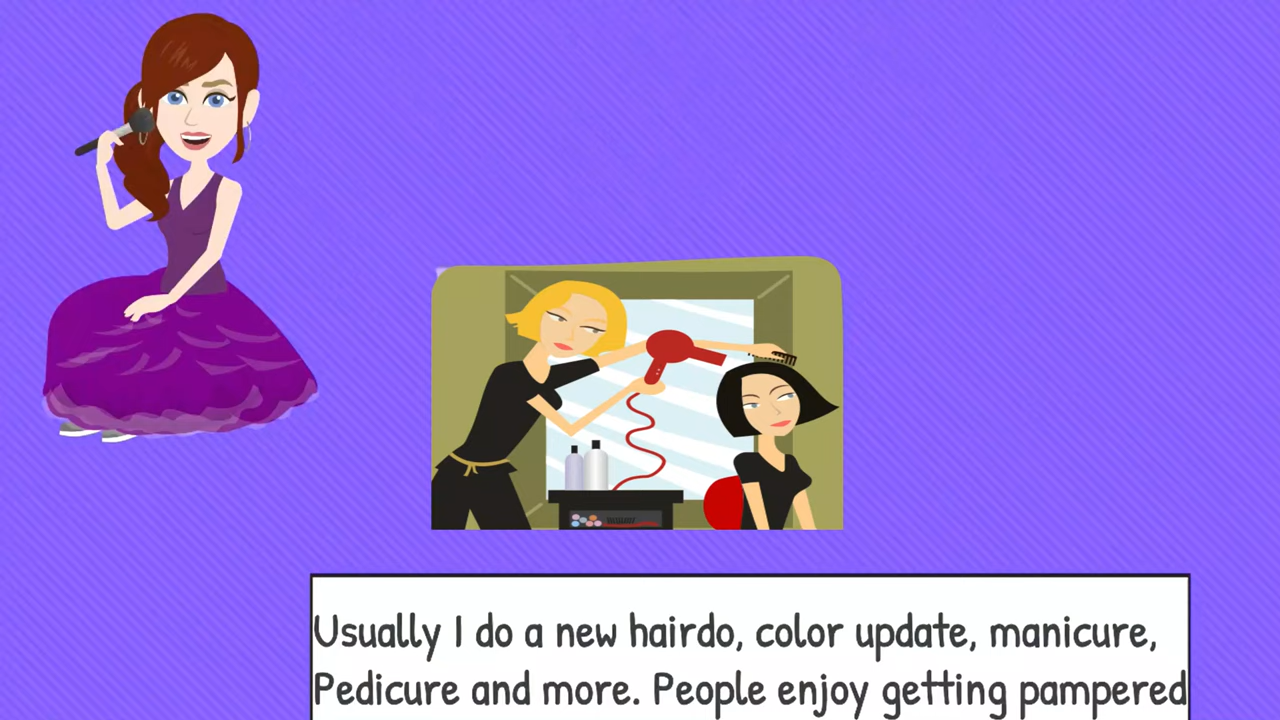 Usually I do a new hairdo, color update, manicure,
Pedicure and more. People enjoy getting pampered